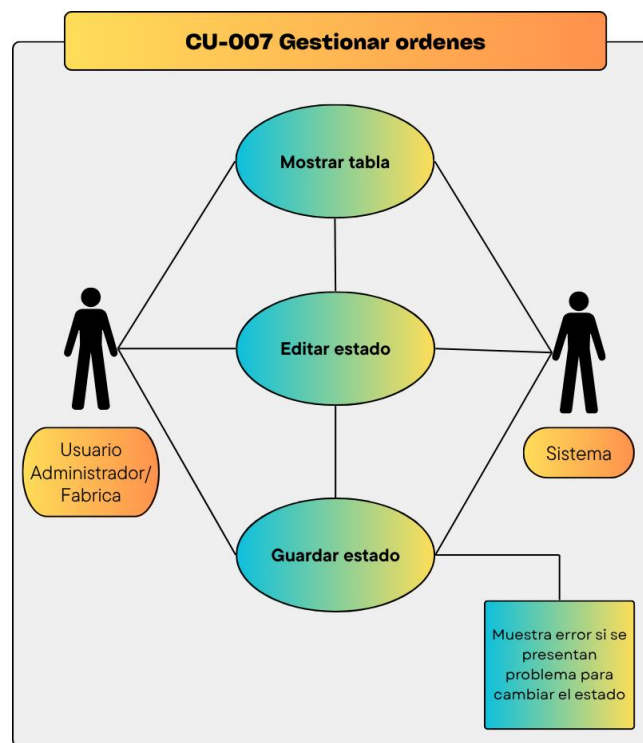 CU-007 Gestionar ordenes
Mostrar tabla
Editar estado
Usuario
Administrador/
Fabrica
Sistema
Guardar estado
Muestra error si se
presentan
problema para
cambiar el estado